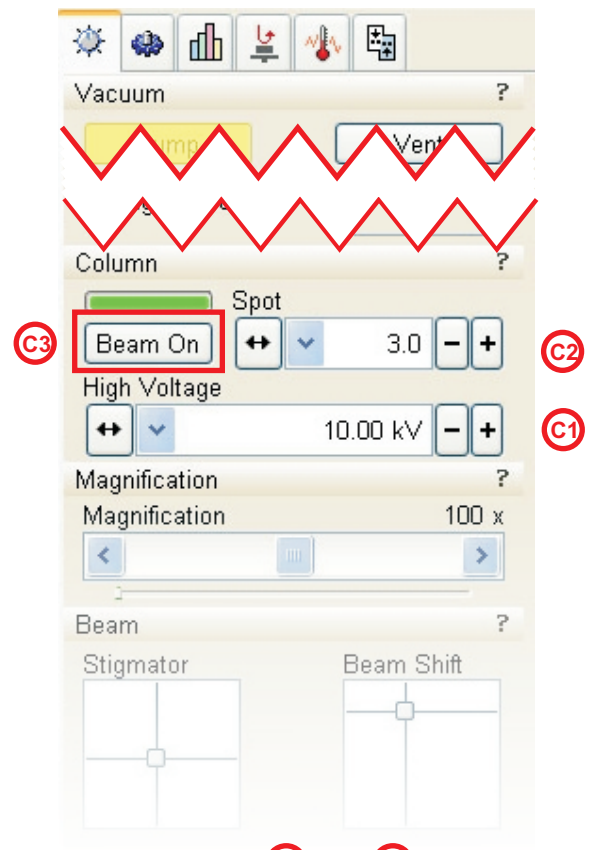 Vacuum ?
Vent
Column ?
Spot
C3 Beam On 3.0 - + C2
High Voltage
10.00 kV - + C1
Magnification ?
Magnification 100 x
Beam ?
Stigmator Beam Shift